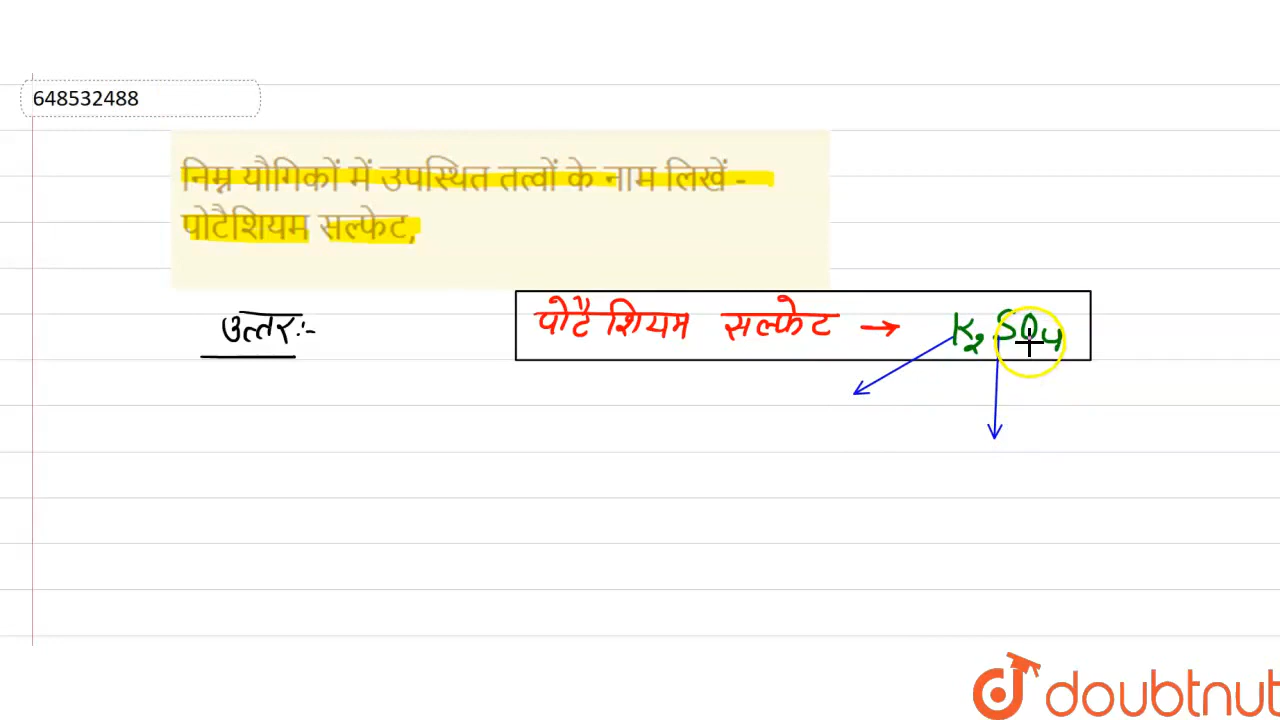 648532488
निम्न यौगिकों में उपस्थित तत्वों के नाम लिखें -
पोटैशियम सल्फेट,
उत्तर:-
पोटैशियम सल्फेट → K₂SO₄
doubtnut